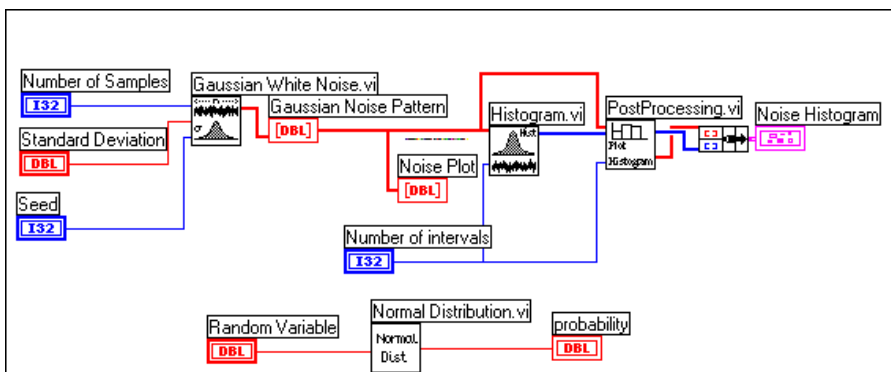 Number of Samples
I32
Gaussian White Noise.vi
σ
Gaussian Noise Pattern
[DBL]
Standard Deviation
DBL
Seed
I32
Noise Plot
[DBL]
Histogram.vi
Hist
PostProcessing.vi
Plot
Histogram
Noise Histogram
Number of intervals
I32
Random Variable
DBL
Normal Distribution.vi
Normal
Dist.
probability
DBL